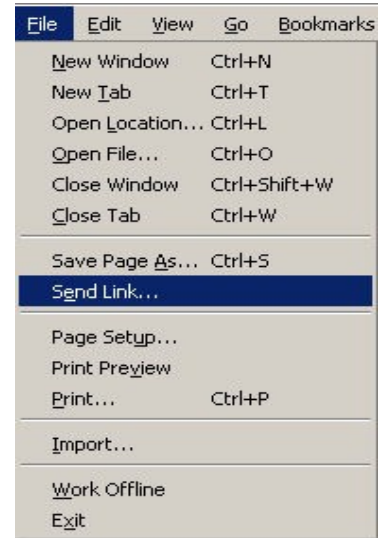 File Edit View Go Bookmarks
New Window Ctrl+N
New Tab Ctrl+T
Open Location... Ctrl+L
Open File... Ctrl+O
Close Window Ctrl+Shift+W
Close Tab Ctrl+W
Save Page As... Ctrl+S
Send Link...
Page Setup...
Print Preview
Print... Ctrl+P
Import...
Work Offline
Exit